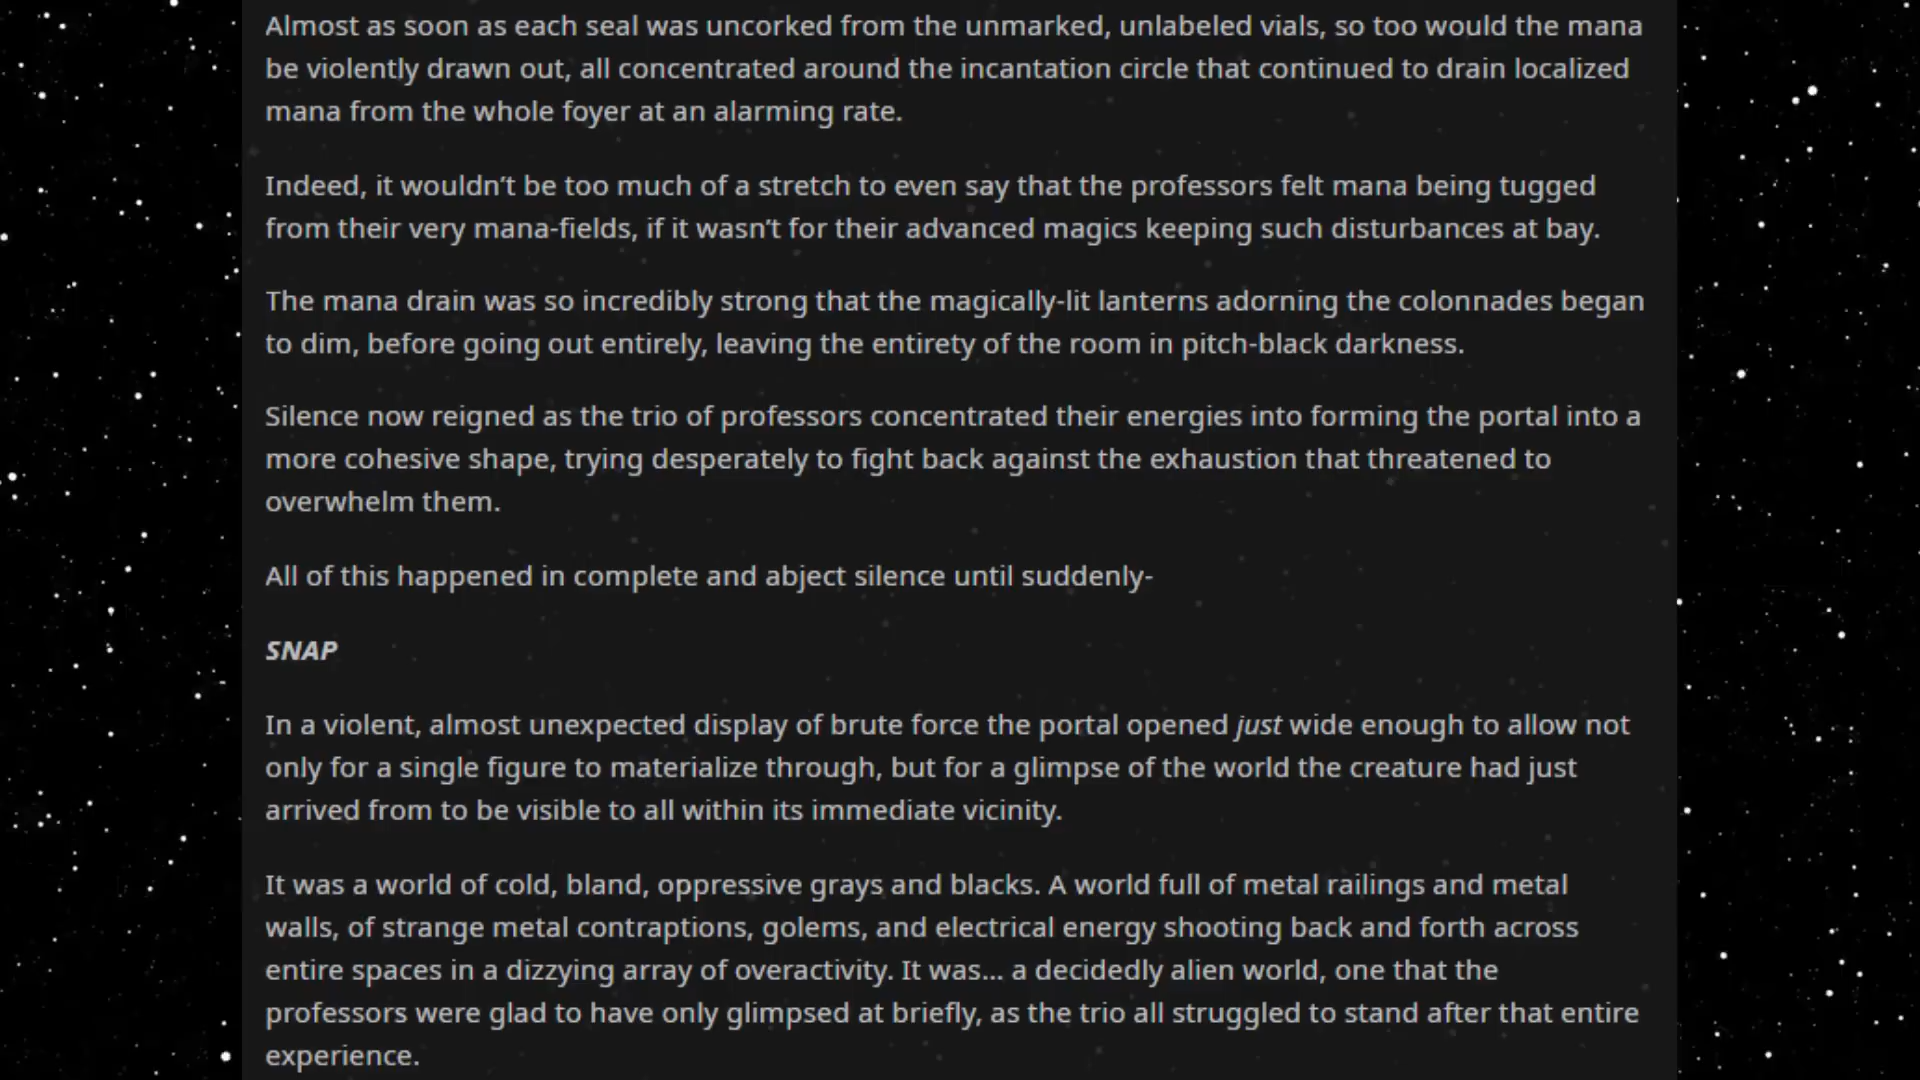 Almost as soon as each seal was uncorked from the unmarked, unlabeled vials, so too would the mana
be violently drawn out, all concentrated around the incantation circle that continued to drain localized
mana from the whole foyer at an alarming rate.
Indeed, it wouldn’t be too much of a stretch to even say that the professors felt mana being tugged
from their very mana-fields, if it wasn’t for their advanced magics keeping such disturbances at bay.
The mana drain was so incredibly strong that the magically-lit lanterns adorning the colonnades began
to dim, before going out entirely, leaving the entirety of the room in pitch-black darkness.
Silence now reigned as the trio of professors concentrated their energies into forming the portal into a
more cohesive shape, trying desperately to fight back against the exhaustion that threatened to
overwhelm them.
All of this happened in complete and abject silence until suddenly-
SNAP
In a violent, almost unexpected display of brute force the portal opened just wide enough to allow not
only for a single figure to materialize through, but for a glimpse of the world the creature had just
arrived from to be visible to all within its immediate vicinity.
It was a world of cold, bland, oppressive grays and blacks. A world full of metal railings and metal
walls, of strange metal contraptions, golems, and electrical energy shooting back and forth across
entire spaces in a dizzying array of overactivity. It was… a decidedly alien world, one that the
professors were glad to have only glimpsed at briefly, as the trio all struggled to stand after that entire
experience.